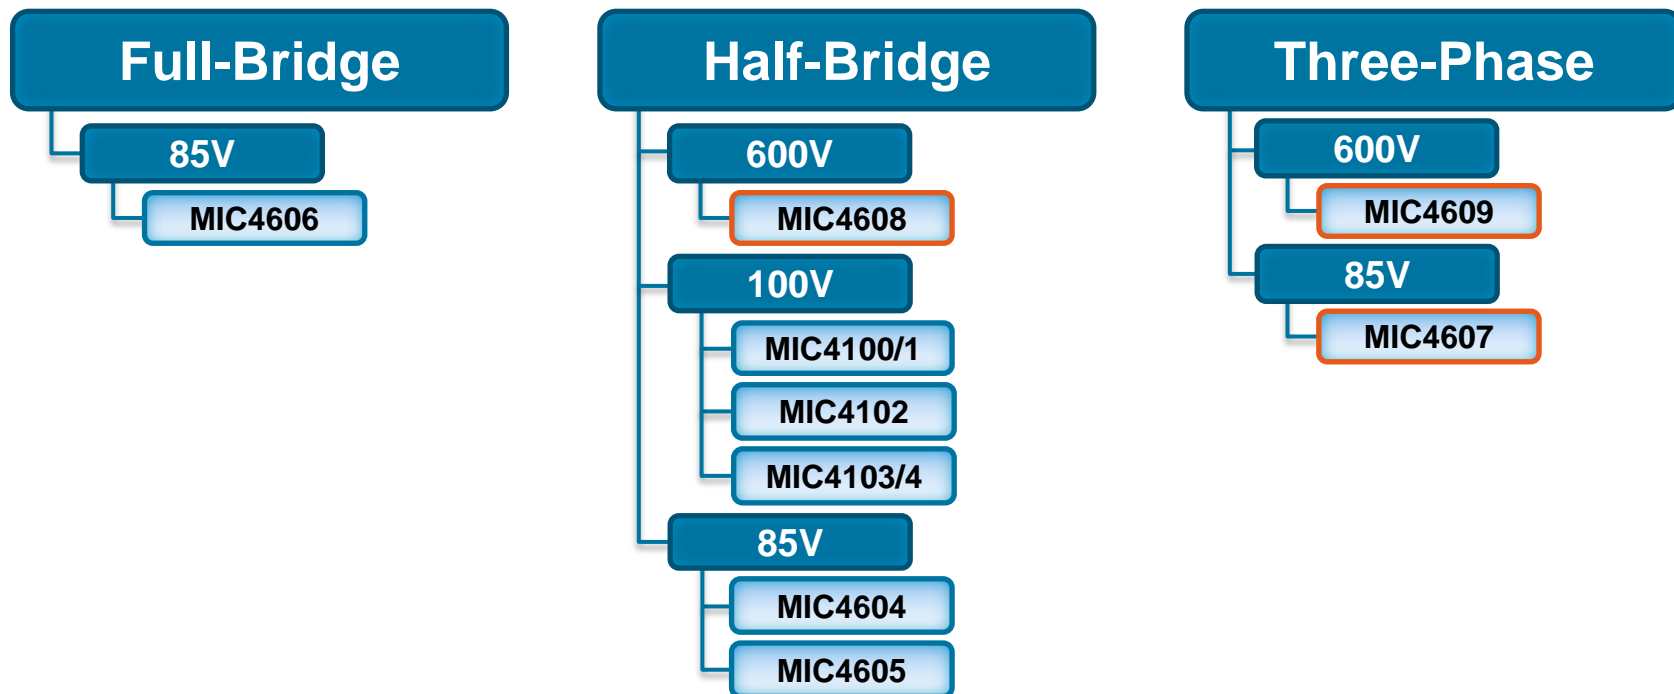 Full-Bridge
85V
MIC4606
Half-Bridge
600V
MIC4608
100V
MIC4100/1
MIC4102
MIC4103/4
85V
MIC4604
MIC4605
Three-Phase
600V
MIC4609
85V
MIC4607